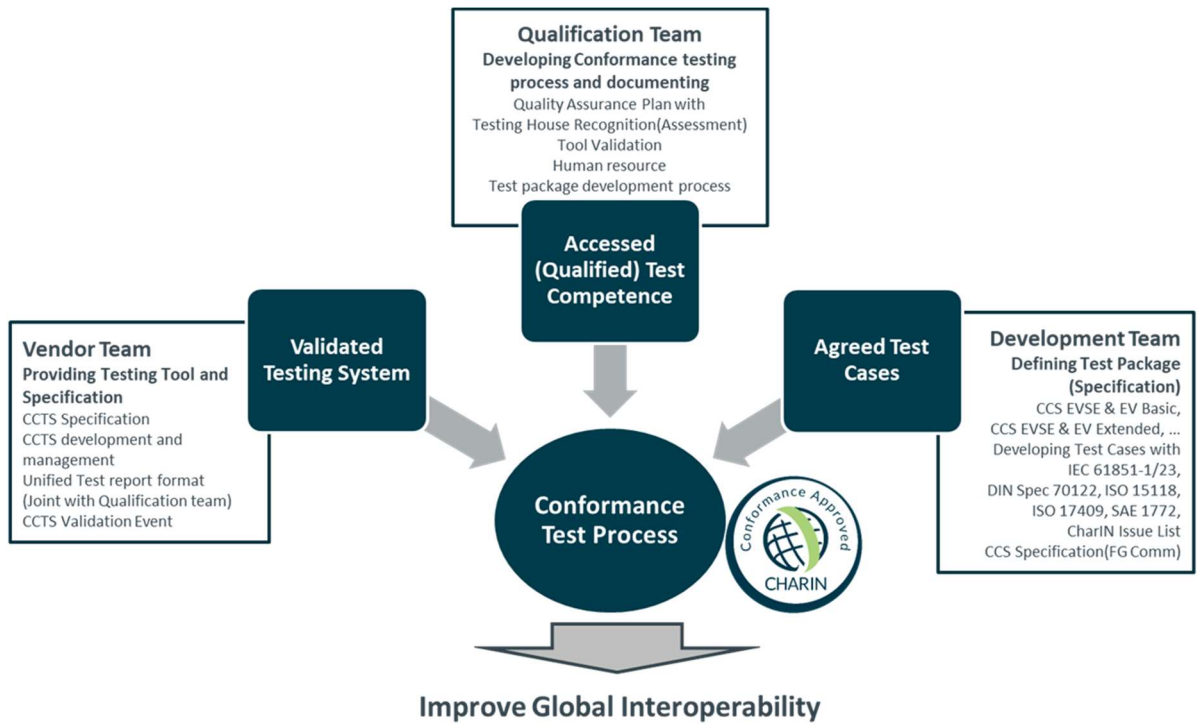 Qualification Team
Developing Conformance testing
process and documenting
Quality Assurance Plan with
Testing House Recognition(Assessment)
Tool Validation
Human resource
Test package development process
Accessed
(Qualified) Test
Competence
Vendor Team
Providing Testing Tool and
Specification
CCTS Specification
CCTS development and
management
Unified Test report format
(Joint with Qualification team)
CCTS Validation Event
Validated
Testing System
Agreed Test
Cases
Development Team
Defining Test Package
(Specification)
CCS EVSE & EV Basic,
CCS EVSE & EV Extended, ...
Developing Test Cases with
IEC 61851-1/23,
DIN Spec 70122, ISO 15118,
ISO 17409, SAE 1772,
CharIN Issue List
CCS Specification(FG Comm)
Conformance
Test Process
Conformance Approved
CHARIN
Improve Global Interoperability